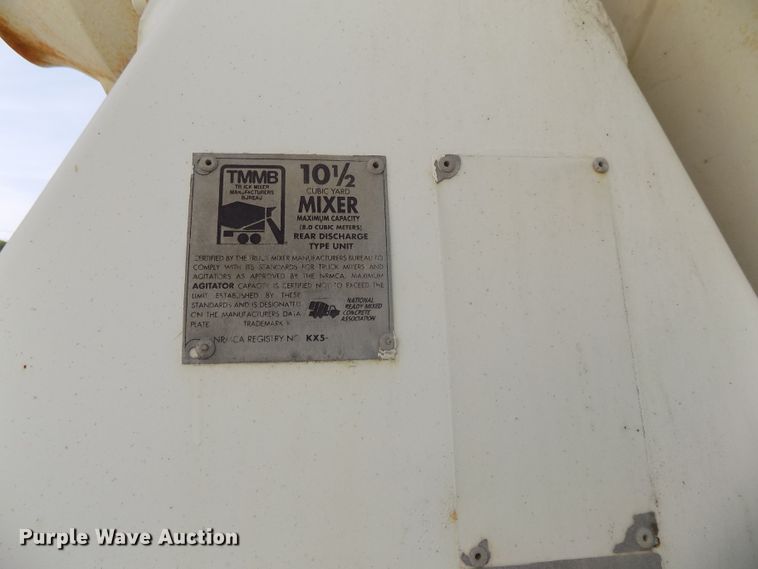 TMMB
TRUCK MIXER
MANUFACTURERS
BUREAU
10 1/2
CUBIC YARD
MIXER
MAXIMUM CAPACITY
(8.0 CUBIC METERS)
REAR DISCHARGE
TYPE UNIT
CERTIFIED BY THE TRUCK MIXER MANUFACTURERS BUREAU TO
COMPLY WITH ITS STANDARDS FOR TRUCK MIXERS AND
AGITATORS AS APPROVED BY THE NRMCA. MAXIMUM
AGITATOR CAPACITY IS CERTIFIED NOT TO EXCEED THE
LIMIT ESTABLISHED BY THESE
STANDARDS AND IS DESIGNATED
ON THE MANUFACTURERS DATA
PLATE. TRADEMARK
NATIONAL
READY MIXED
CONCRETE
ASSOCIATION
NRMCA REGISTRY NO. KX5-
Purple Wave Auction